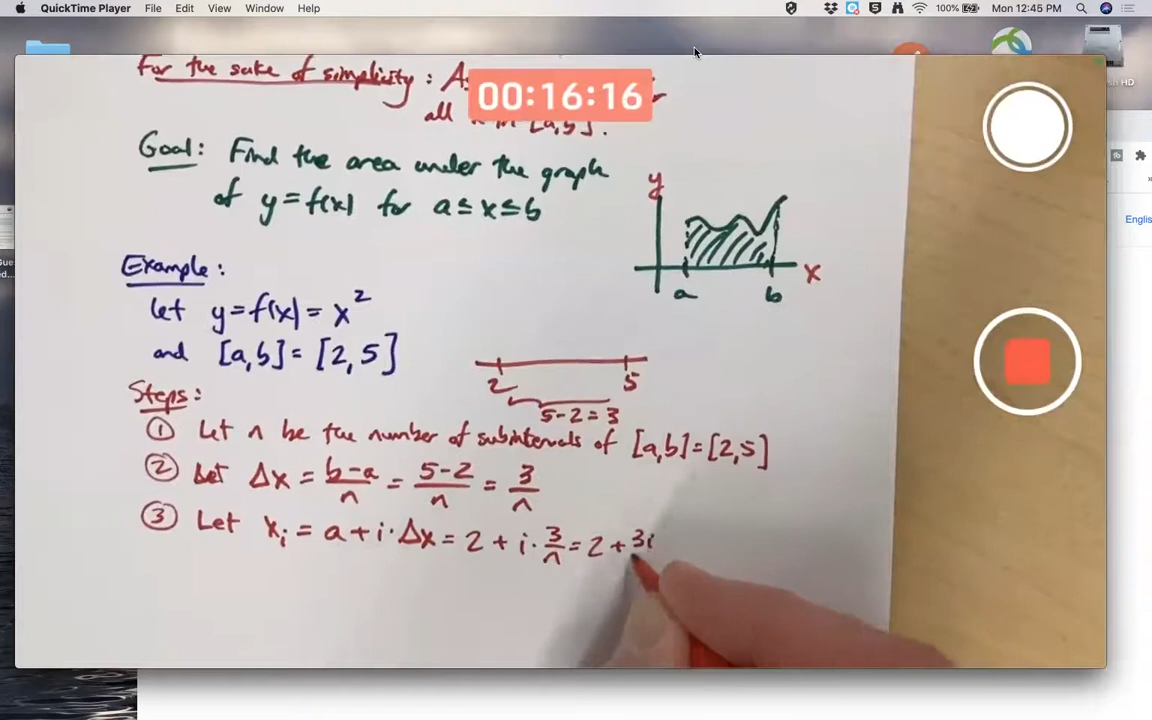 QuickTime Player File Edit View Window Help 100% Mon 12:45 PM
For the sake of simplicity :
00:16:16
all in [a,b].
Goal: Find the area under the graph
of y=f(x) for a≤x≤b
y
x
a b
Example:
let y=f(x)=x²
and [a,b]=[2,5]
2 5
5-2=3
Steps:
① Let n be the number of subintervals of [a,b]=[2,5]
② Let Δx = (b-a)/n = (5-2)/n = 3/n
③ Let xᵢ = a+i·Δx = 2+i·3/n = 2+3i
HD
Englis